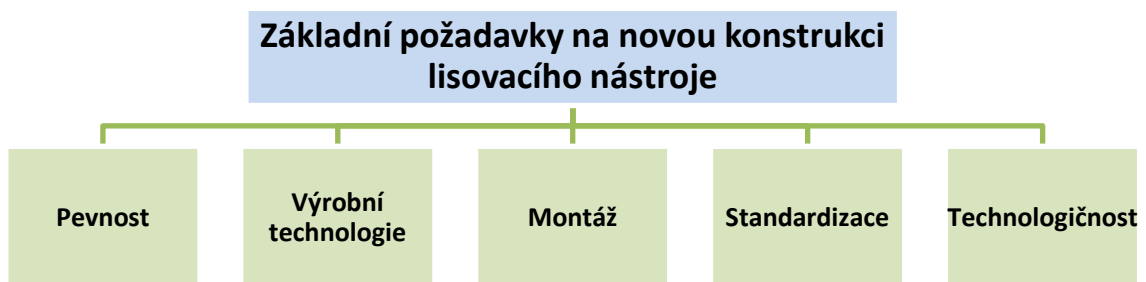 Základní požadavky na novou konstrukci
lisovacího nástroje
Pevnost
Výrobní
technologie
Montáž
Standardizace
Technologičnost